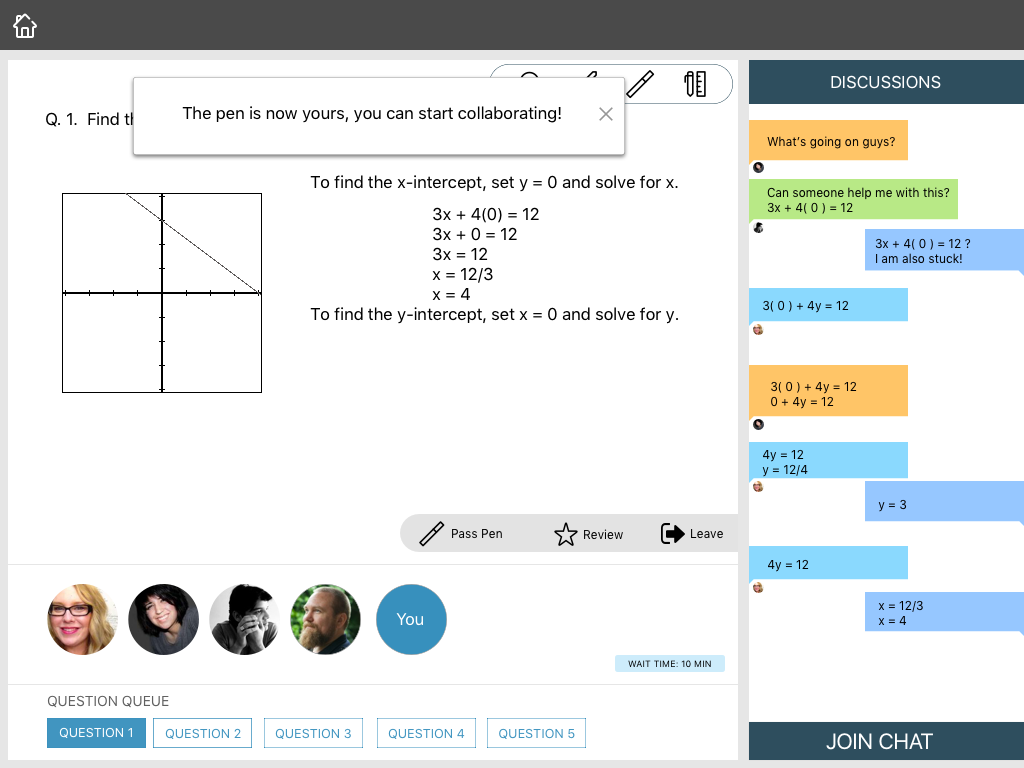 The pen is now yours, you can start collaborating!
Q. 1. Find
To find the x-intercept, set y = 0 and solve for x.
3x + 4(0) = 12
3x + 0 = 12
3x = 12
x = 12/3
x = 4
To find the y-intercept, set x = 0 and solve for y.
Pass Pen
Review
Leave
You
WAIT TIME: 10 MIN
QUESTION QUEUE
QUESTION 1
QUESTION 2
QUESTION 3
QUESTION 4
QUESTION 5
DISCUSSIONS
What's going on guys?
Can someone help me with this?
3x + 4( 0 ) = 12
3x + 4( 0 ) = 12 ?
I am also stuck!
3( 0 ) + 4y = 12
3( 0 ) + 4y = 12
0 + 4y = 12
4y = 12
y = 12/4
y = 3
4y = 12
x = 12/3
x = 4
JOIN CHAT